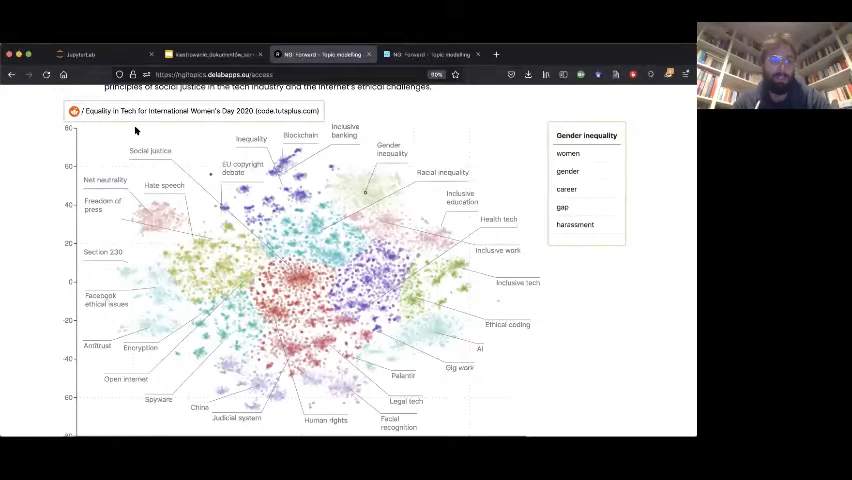 JupyterLab
klastrowanie_dokumentów_sem
NGI Forward – Topic modelling
NGI Forward – Topic modelling
https://ngitopics.delabapps.eu/access
90%
principles of social justice in the tech industry and the internet's ethical challenges.
/ Equality in Tech for International Women's Day 2020 (code.tutsplus.com)
80
60
40
20
0
-20
-40
60
80
Social justice
Inequality
Blockchain
Inclusive
banking
Gender
inequality
EU copyright
debate
Racial inequality
Net neutrality
Hate speech
Freedom of
press
Inclusive
education
Health tech
Section 230
Inclusive work
Inclusive tech
Facebook
ethical issues
Ethical coding
Antitrust
Encryption
AI
Gig work
Open internet
Palantir
Spyware
China
Legal tech
Judicial system
Human rights
Facial
recognition
Gender inequality
women
gender
career
gap
harassment